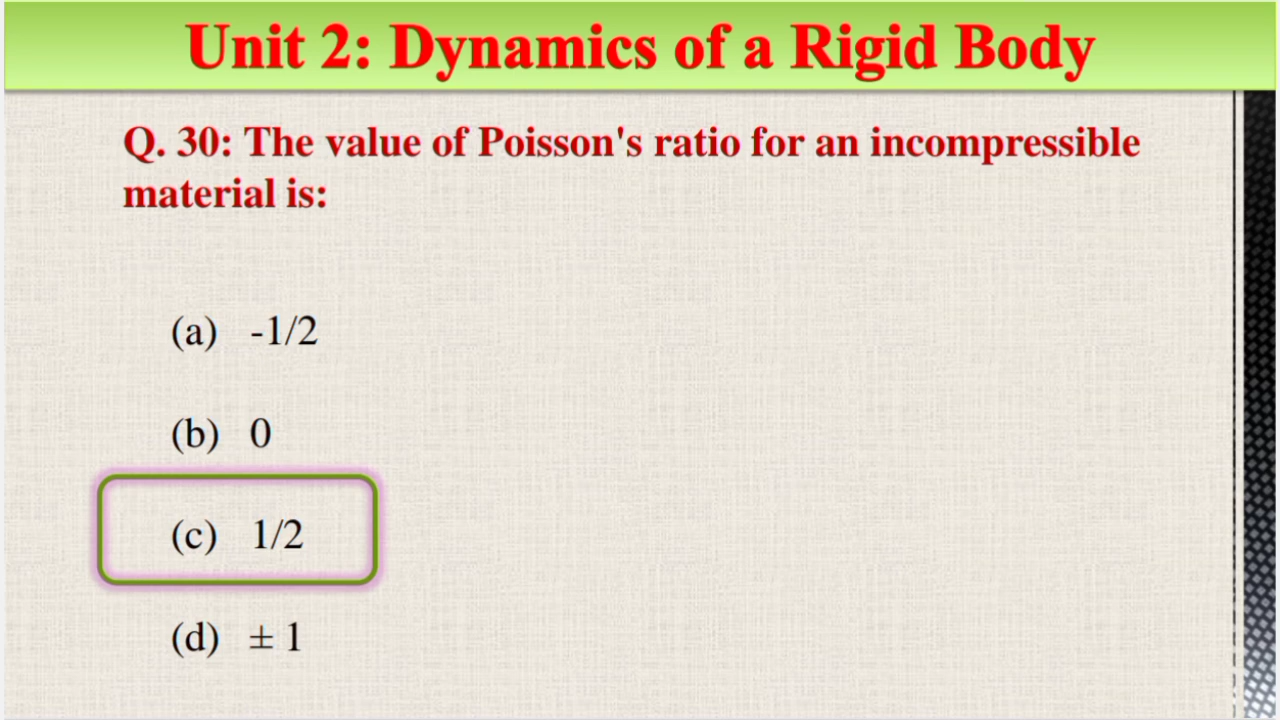 Unit 2: Dynamics of a Rigid Body
Q. 30: The value of Poisson's ratio for an incompressible
material is:
(a) -1/2
(b) 0
(c) 1/2
(d) ± 1